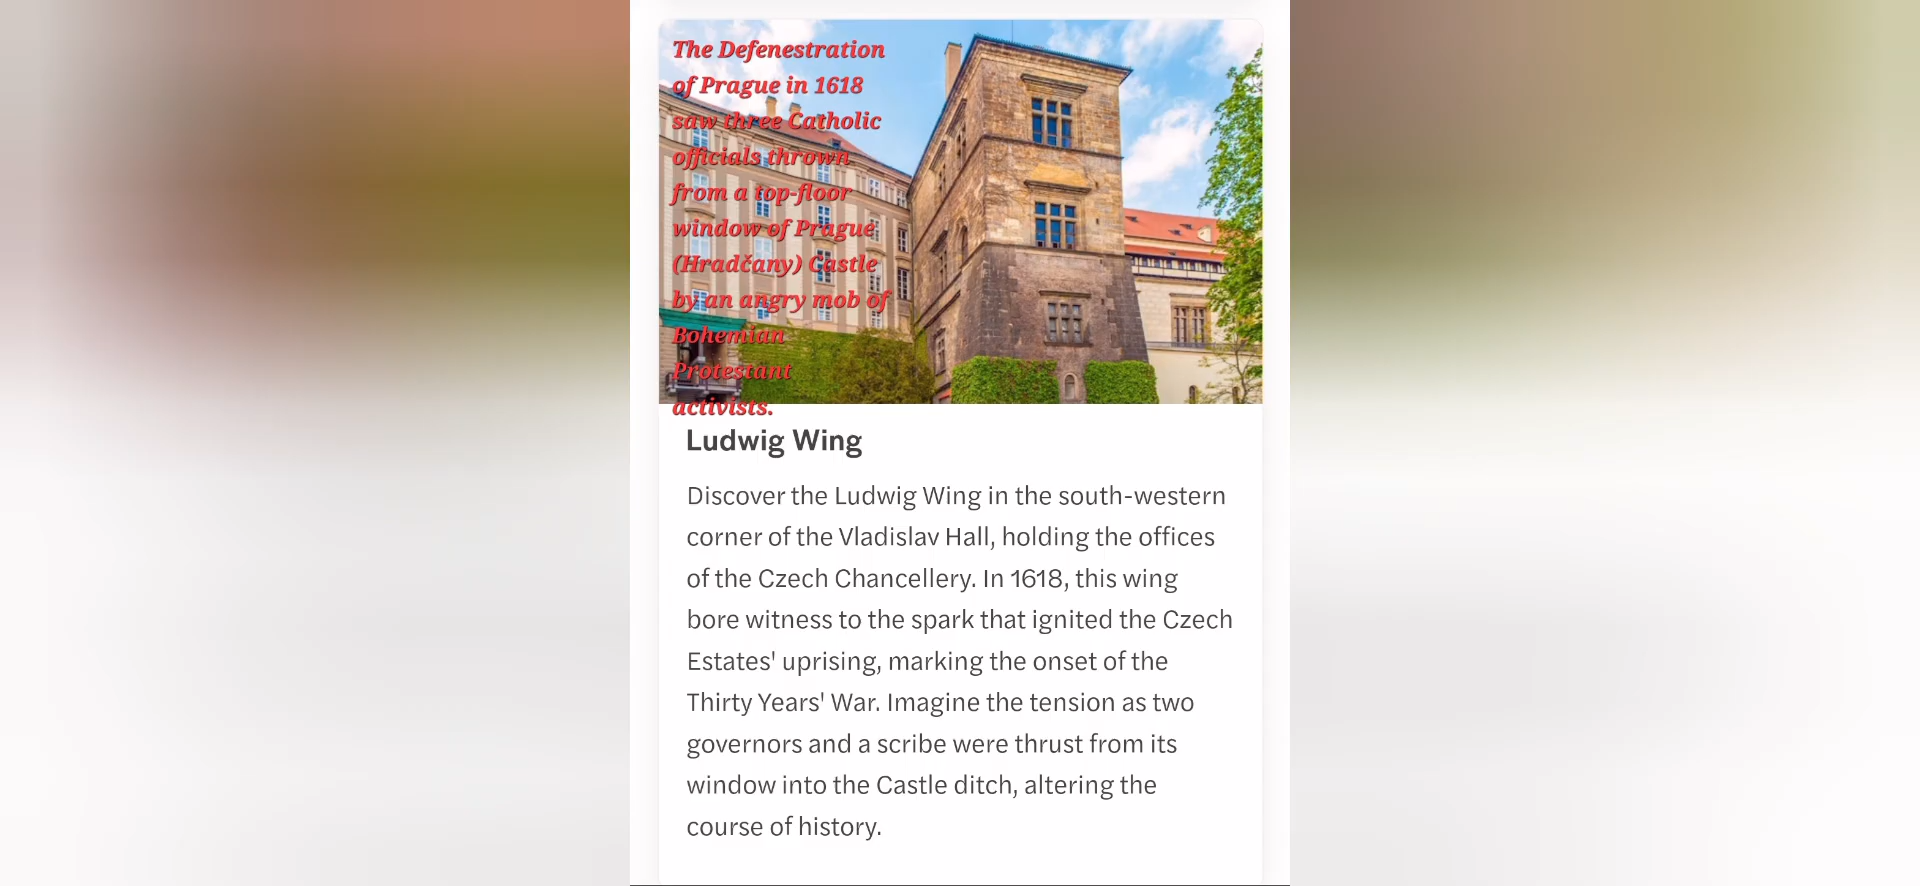 The Defenestration
of Prague in 1618
saw three Catholic
officials thrown
from a top-floor
window of Prague
(Hradčany) Castle
by an angry mob of
Bohemian
Protestant
activists.
Ludwig Wing
Discover the Ludwig Wing in the south-western
corner of the Vladislav Hall, holding the offices
of the Czech Chancellery. In 1618, this wing
bore witness to the spark that ignited the Czech
Estates' uprising, marking the onset of the
Thirty Years' War. Imagine the tension as two
governors and a scribe were thrust from its
window into the Castle ditch, altering the
course of history.